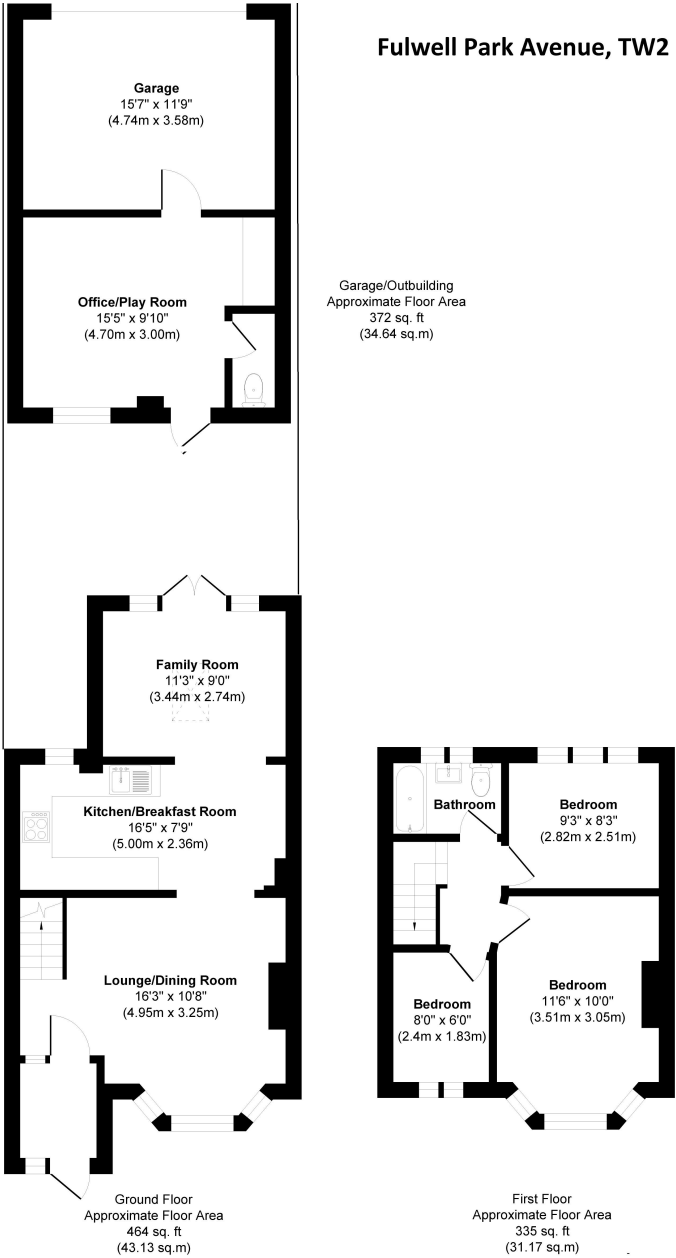 Fulwell Park Avenue, TW2
Garage
15'7" x 11'9"
(4.74m x 3.58m)
Office/Play Room
15'5" x 9'10"
(4.70m x 3.00m)
Garage/Outbuilding
Approximate Floor Area
372 sq. ft
(34.64 sq.m)
Family Room
11'3" x 9'0"
(3.44m x 2.74m)
Kitchen/Breakfast Room
16'5" x 7'9"
(5.00m x 2.36m)
Lounge/Dining Room
16'3" x 10'8"
(4.95m x 3.25m)
Ground Floor
Approximate Floor Area
464 sq. ft
(43.13 sq.m)
Bathroom
Bedroom
9'3" x 8'3"
(2.82m x 2.51m)
Bedroom
11'6" x 10'0"
(3.51m x 3.05m)
Bedroom
8'0" x 6'0"
(2.4m x 1.83m)
First Floor
Approximate Floor Area
335 sq. ft
(31.17 sq.m)